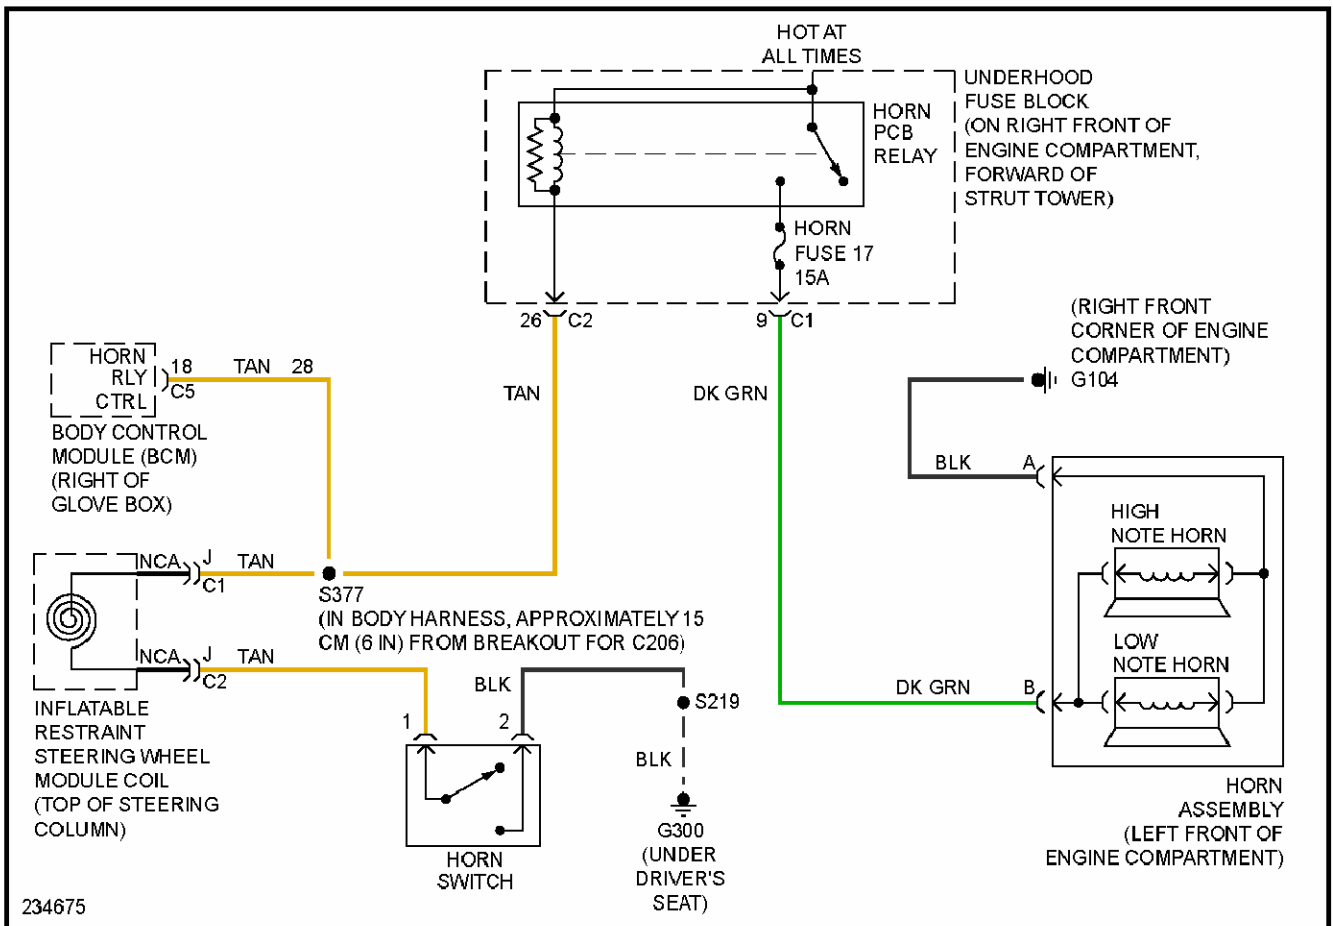 HOT AT
ALL TIMES
UNDERHOOD
FUSE BLOCK
(ON RIGHT FRONT OF
ENGINE COMPARTMENT,
FORWARD OF
STRUT TOWER)
HORN
PCB
RELAY
HORN
FUSE 17
15A
26 C2
9 C1
(RIGHT FRONT
CORNER OF ENGINE
COMPARTMENT)
G104
HORN
RLY
CTRL
18
C5
TAN 28
TAN
DK GRN
BODY CONTROL
MODULE (BCM)
(RIGHT OF
GLOVE BOX)
BLK A
HIGH
NOTE HORN
NCA J
C1
TAN
S377
(IN BODY HARNESS, APPROXIMATELY 15
CM (6 IN) FROM BREAKOUT FOR C206)
LOW
NOTE HORN
NCA J
C2
TAN
BLK
S219
DK GRN B
INFLATABLE
RESTRAINT
STEERING WHEEL
MODULE COIL
(TOP OF STEERING
COLUMN)
1 2
BLK
HORN
SWITCH
G300
(UNDER
DRIVER'S
SEAT)
HORN
ASSEMBLY
(LEFT FRONT OF
ENGINE COMPARTMENT)
234675